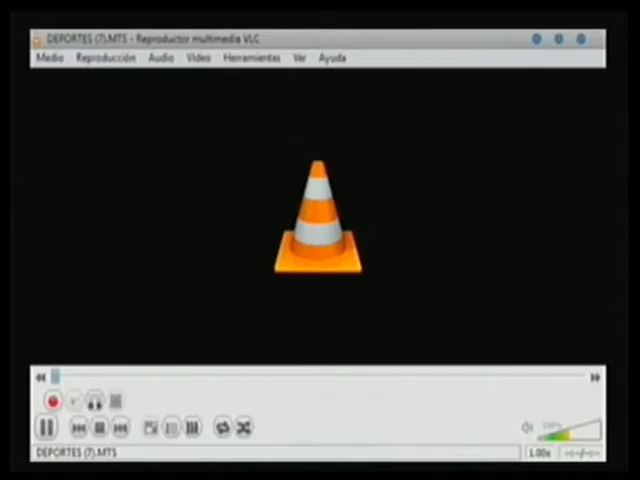 DEPORTES (7).MTS - Reproductor multimedia VLC
Medio Reproducción Audio Vídeo Herramientas Ver Ayuda
DEPORTES (7).MTS
1.00x --:--/--:--